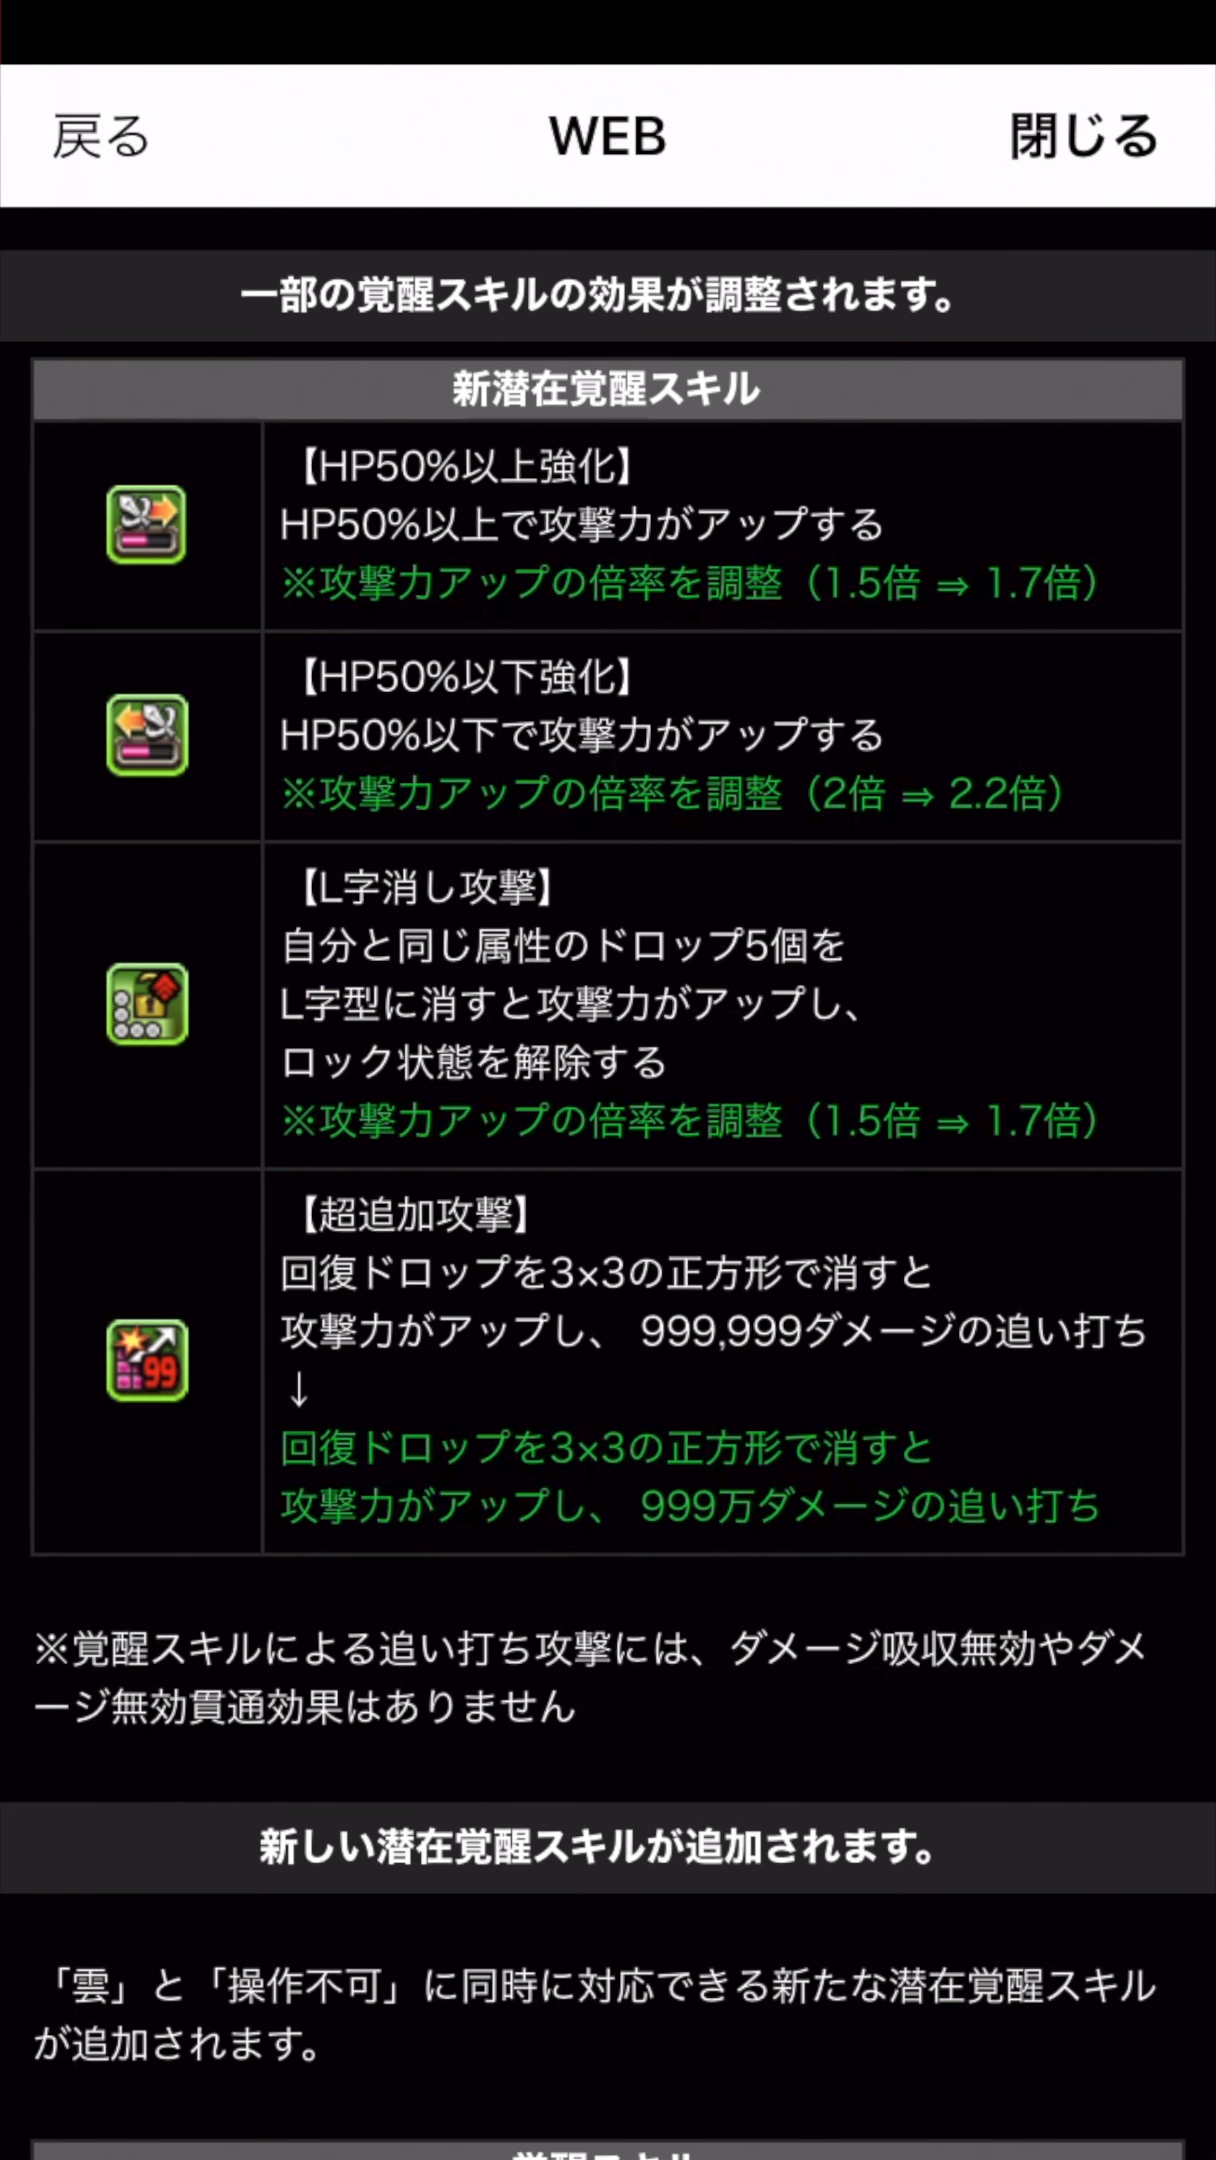 戻る
WEB
閉じる
一部の覚醒スキルの効果が調整されます。
新潜在覚醒スキル
【HP50%以上強化】
HP50%以上で攻撃力がアップする
※攻撃力アップの倍率を調整（1.5倍 ⇒ 1.7倍）
【HP50%以下強化】
HP50%以下で攻撃力がアップする
※攻撃力アップの倍率を調整（2倍 ⇒ 2.2倍）
【L字消し攻撃】
自分と同じ属性のドロップ5個を
L字型に消すと攻撃力がアップし、
ロック状態を解除する
※攻撃力アップの倍率を調整（1.5倍 ⇒ 1.7倍）
99
【超追加攻撃】
回復ドロップを3×3の正方形で消すと
攻撃力がアップし、 999,999ダメージの追い打ち
↓
回復ドロップを3×3の正方形で消すと
攻撃力がアップし、 999万ダメージの追い打ち
※覚醒スキルによる追い打ち攻撃には、ダメージ吸収無効やダメ
ージ無効貫通効果はありません
新しい潜在覚醒スキルが追加されます。
「雲」と「操作不可」に同時に対応できる新たな潜在覚醒スキル
が追加されます。